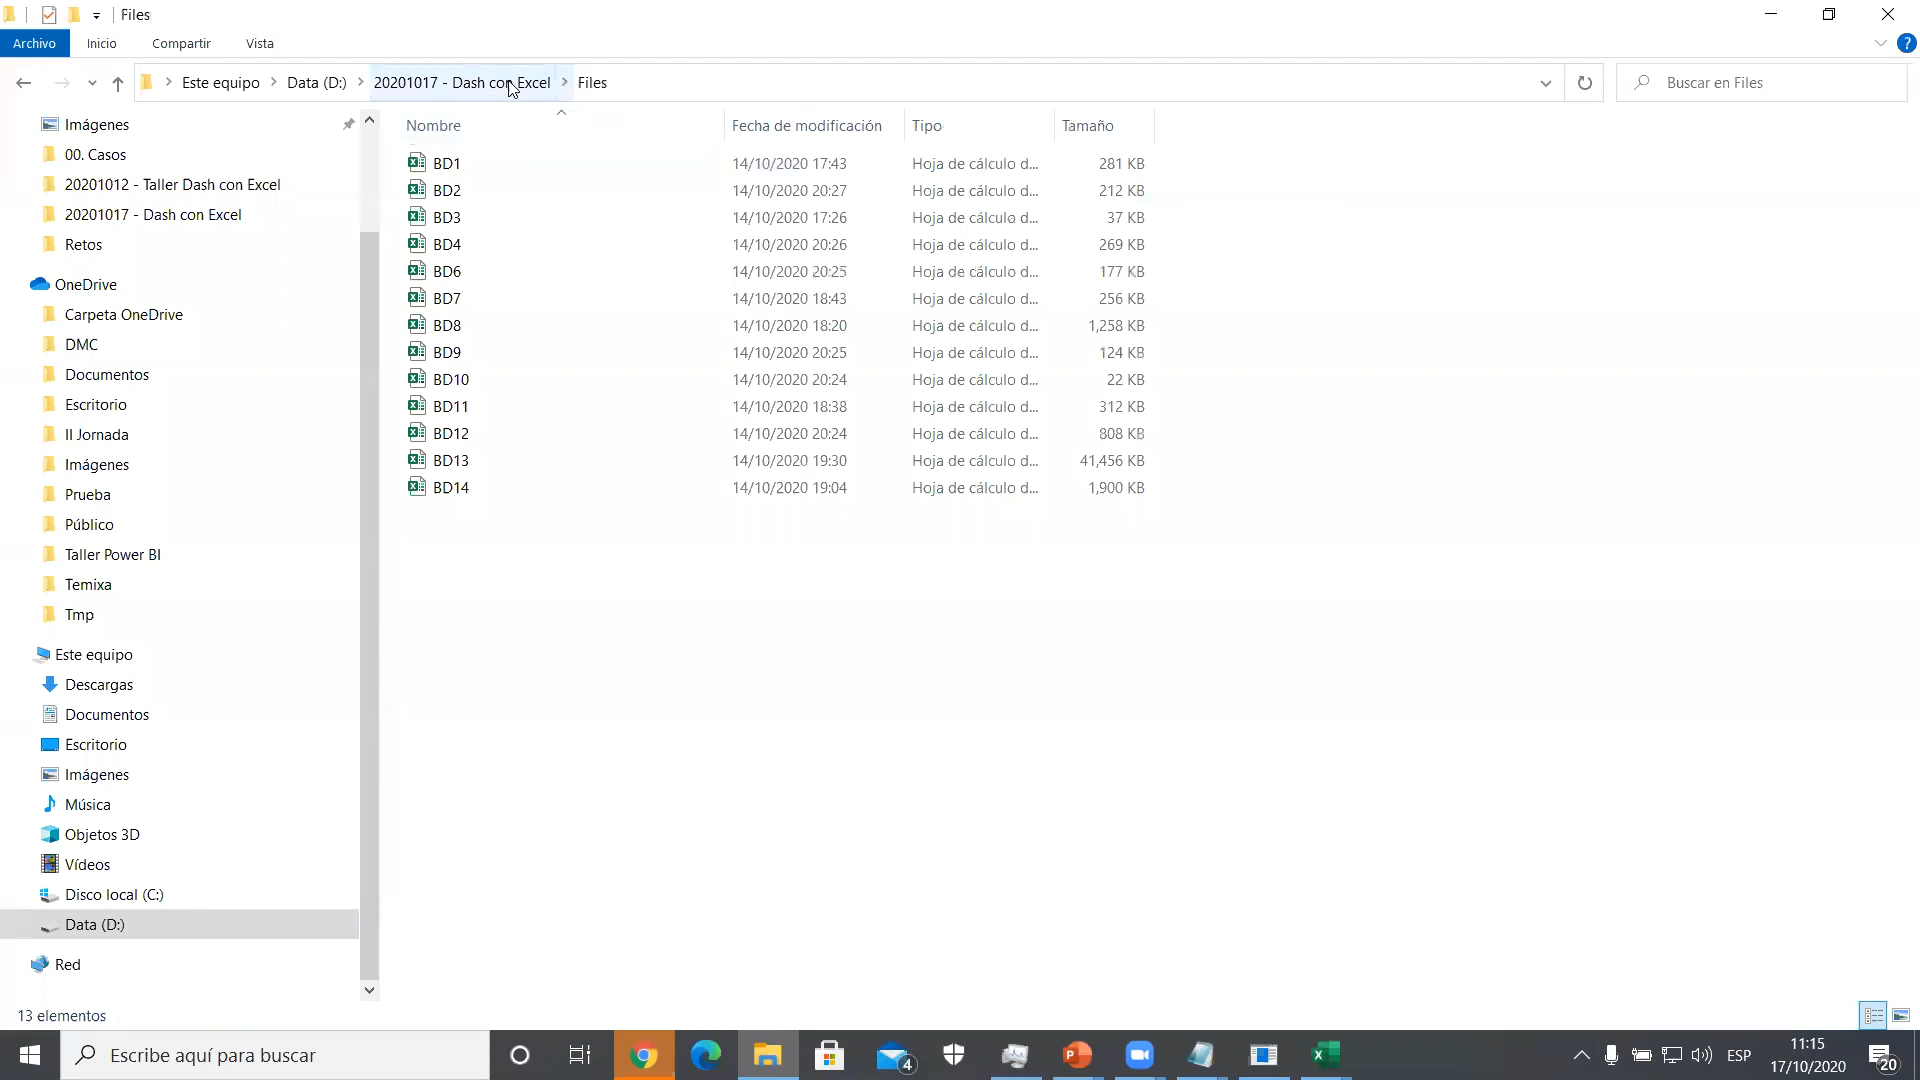 Files
Archivo Inicio Compartir Vista
Este equipo Data (D:) 20201017 - Dash con Excel Files
Buscar en Files
Nombre Fecha de modificación Tipo Tamaño
BD1 14/10/2020 17:43 Hoja de cálculo d... 281 KB
BD2 14/10/2020 20:27 Hoja de cálculo d... 212 KB
BD3 14/10/2020 17:26 Hoja de cálculo d... 37 KB
BD4 14/10/2020 20:26 Hoja de cálculo d... 269 KB
BD6 14/10/2020 20:25 Hoja de cálculo d... 177 KB
BD7 14/10/2020 18:43 Hoja de cálculo d... 256 KB
BD8 14/10/2020 18:20 Hoja de cálculo d... 1,258 KB
BD9 14/10/2020 20:25 Hoja de cálculo d... 124 KB
BD10 14/10/2020 20:24 Hoja de cálculo d... 22 KB
BD11 14/10/2020 18:38 Hoja de cálculo d... 312 KB
BD12 14/10/2020 20:24 Hoja de cálculo d... 808 KB
BD13 14/10/2020 19:30 Hoja de cálculo d... 41,456 KB
BD14 14/10/2020 19:04 Hoja de cálculo d... 1,900 KB
Imágenes
00. Casos
20201012 - Taller Dash con Excel
20201017 - Dash con Excel
Retos
OneDrive
Carpeta OneDrive
DMC
Documentos
Escritorio
II Jornada
Imágenes
Prueba
Público
Taller Power BI
Temixa
Tmp
Este equipo
Descargas
Documentos
Escritorio
Imágenes
Música
Objetos 3D
Vídeos
Disco local (C:)
Data (D:)
Red
13 elementos
Escribe aquí para buscar
4
ESP
11:15
17/10/2020
20